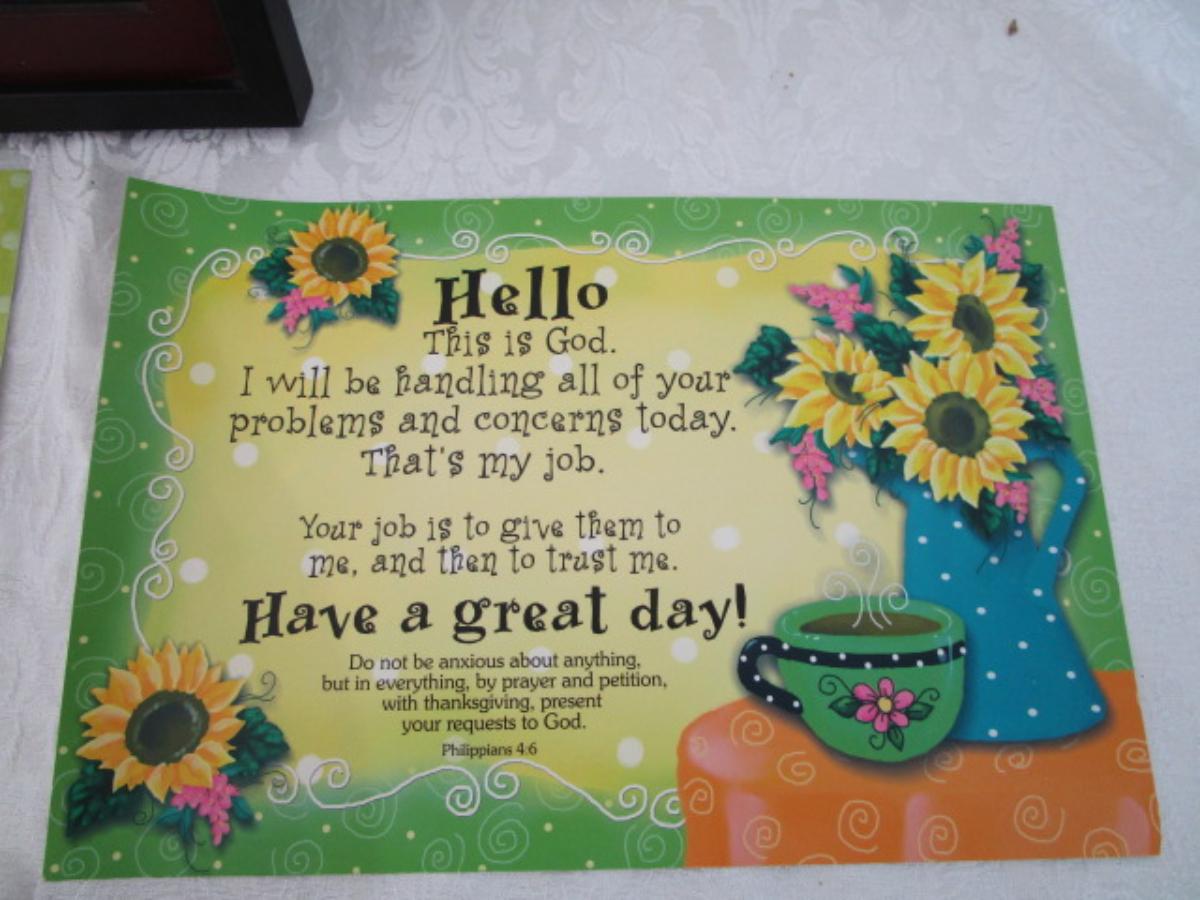 Hello
This is God.
I will be handling all of your
problems and concerns today.
That's my job.
Your job is to give them to
me, and then to trust me.
Have a great day!
Do not be anxious about anything,
but in everything, by prayer and petition,
with thanksgiving, present
your requests to God.
Philippians 4:6